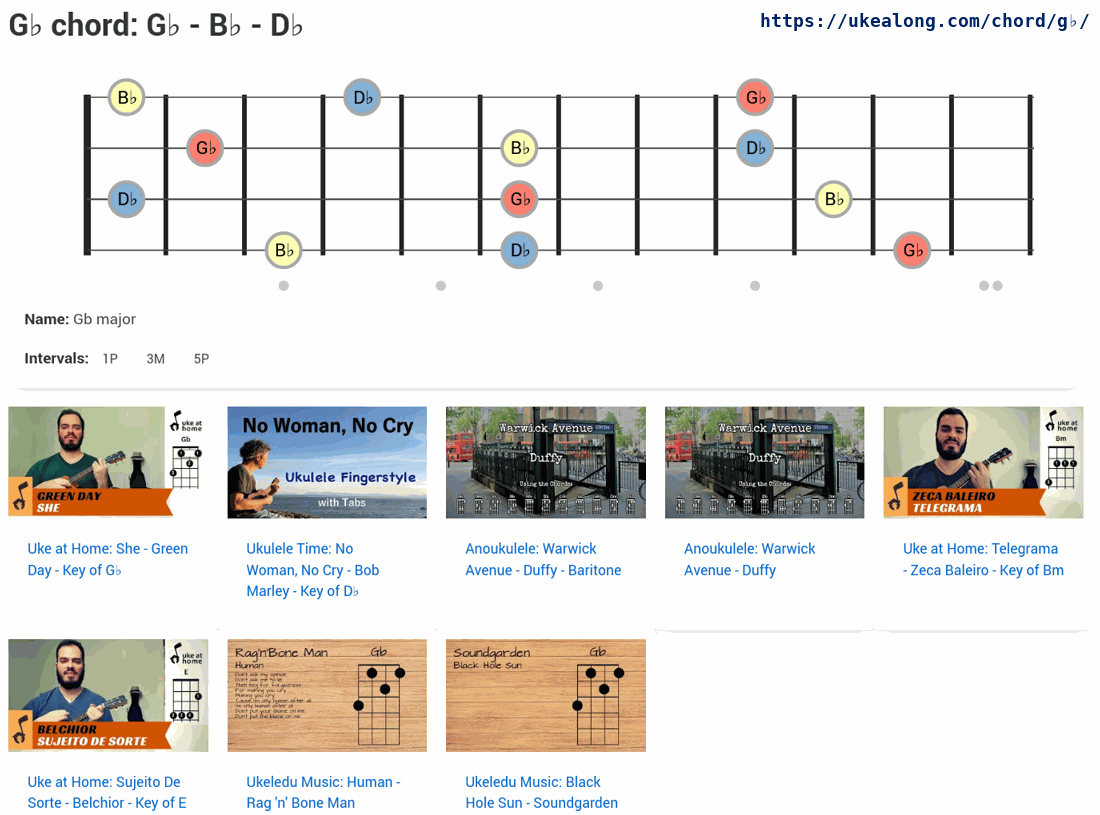 G♭ chord: G♭ - B♭ - D♭
https://ukealong.com/chord/g♭/
B♭ D♭ G♭
G♭ B♭ D♭
D♭ G♭ B♭
B♭ D♭ G♭
Name: Gb major
Intervals: 1P 3M 5P
uke at
home
Gb
GREEN DAY
SHE
No Woman, No Cry
Ukulele Fingerstyle
with Tabs
Warwick Avenue
Duffy
Using the Chords:
Warwick Avenue
Duffy
Using the Chords:
uke at
home
Bm
ZECA BALEIRO
TELEGRAMA
Uke at Home: She - Green
Day - Key of G♭
Ukulele Time: No
Woman, No Cry - Bob
Marley - Key of D♭
Anoukulele: Warwick
Avenue - Duffy - Baritone
Anoukulele: Warwick
Avenue - Duffy
Uke at Home: Telegrama
- Zeca Baleiro - Key of Bm
uke at
home
E
BELCHIOR
SUJEITO DE SORTE
Rag'n'Bone Man
Human
Gb
Soundgarden
Black Hole Sun
Gb
Uke at Home: Sujeito De
Sorte - Belchior - Key of E
Ukeledu Music: Human -
Rag 'n' Bone Man
Ukeledu Music: Black
Hole Sun - Soundgarden